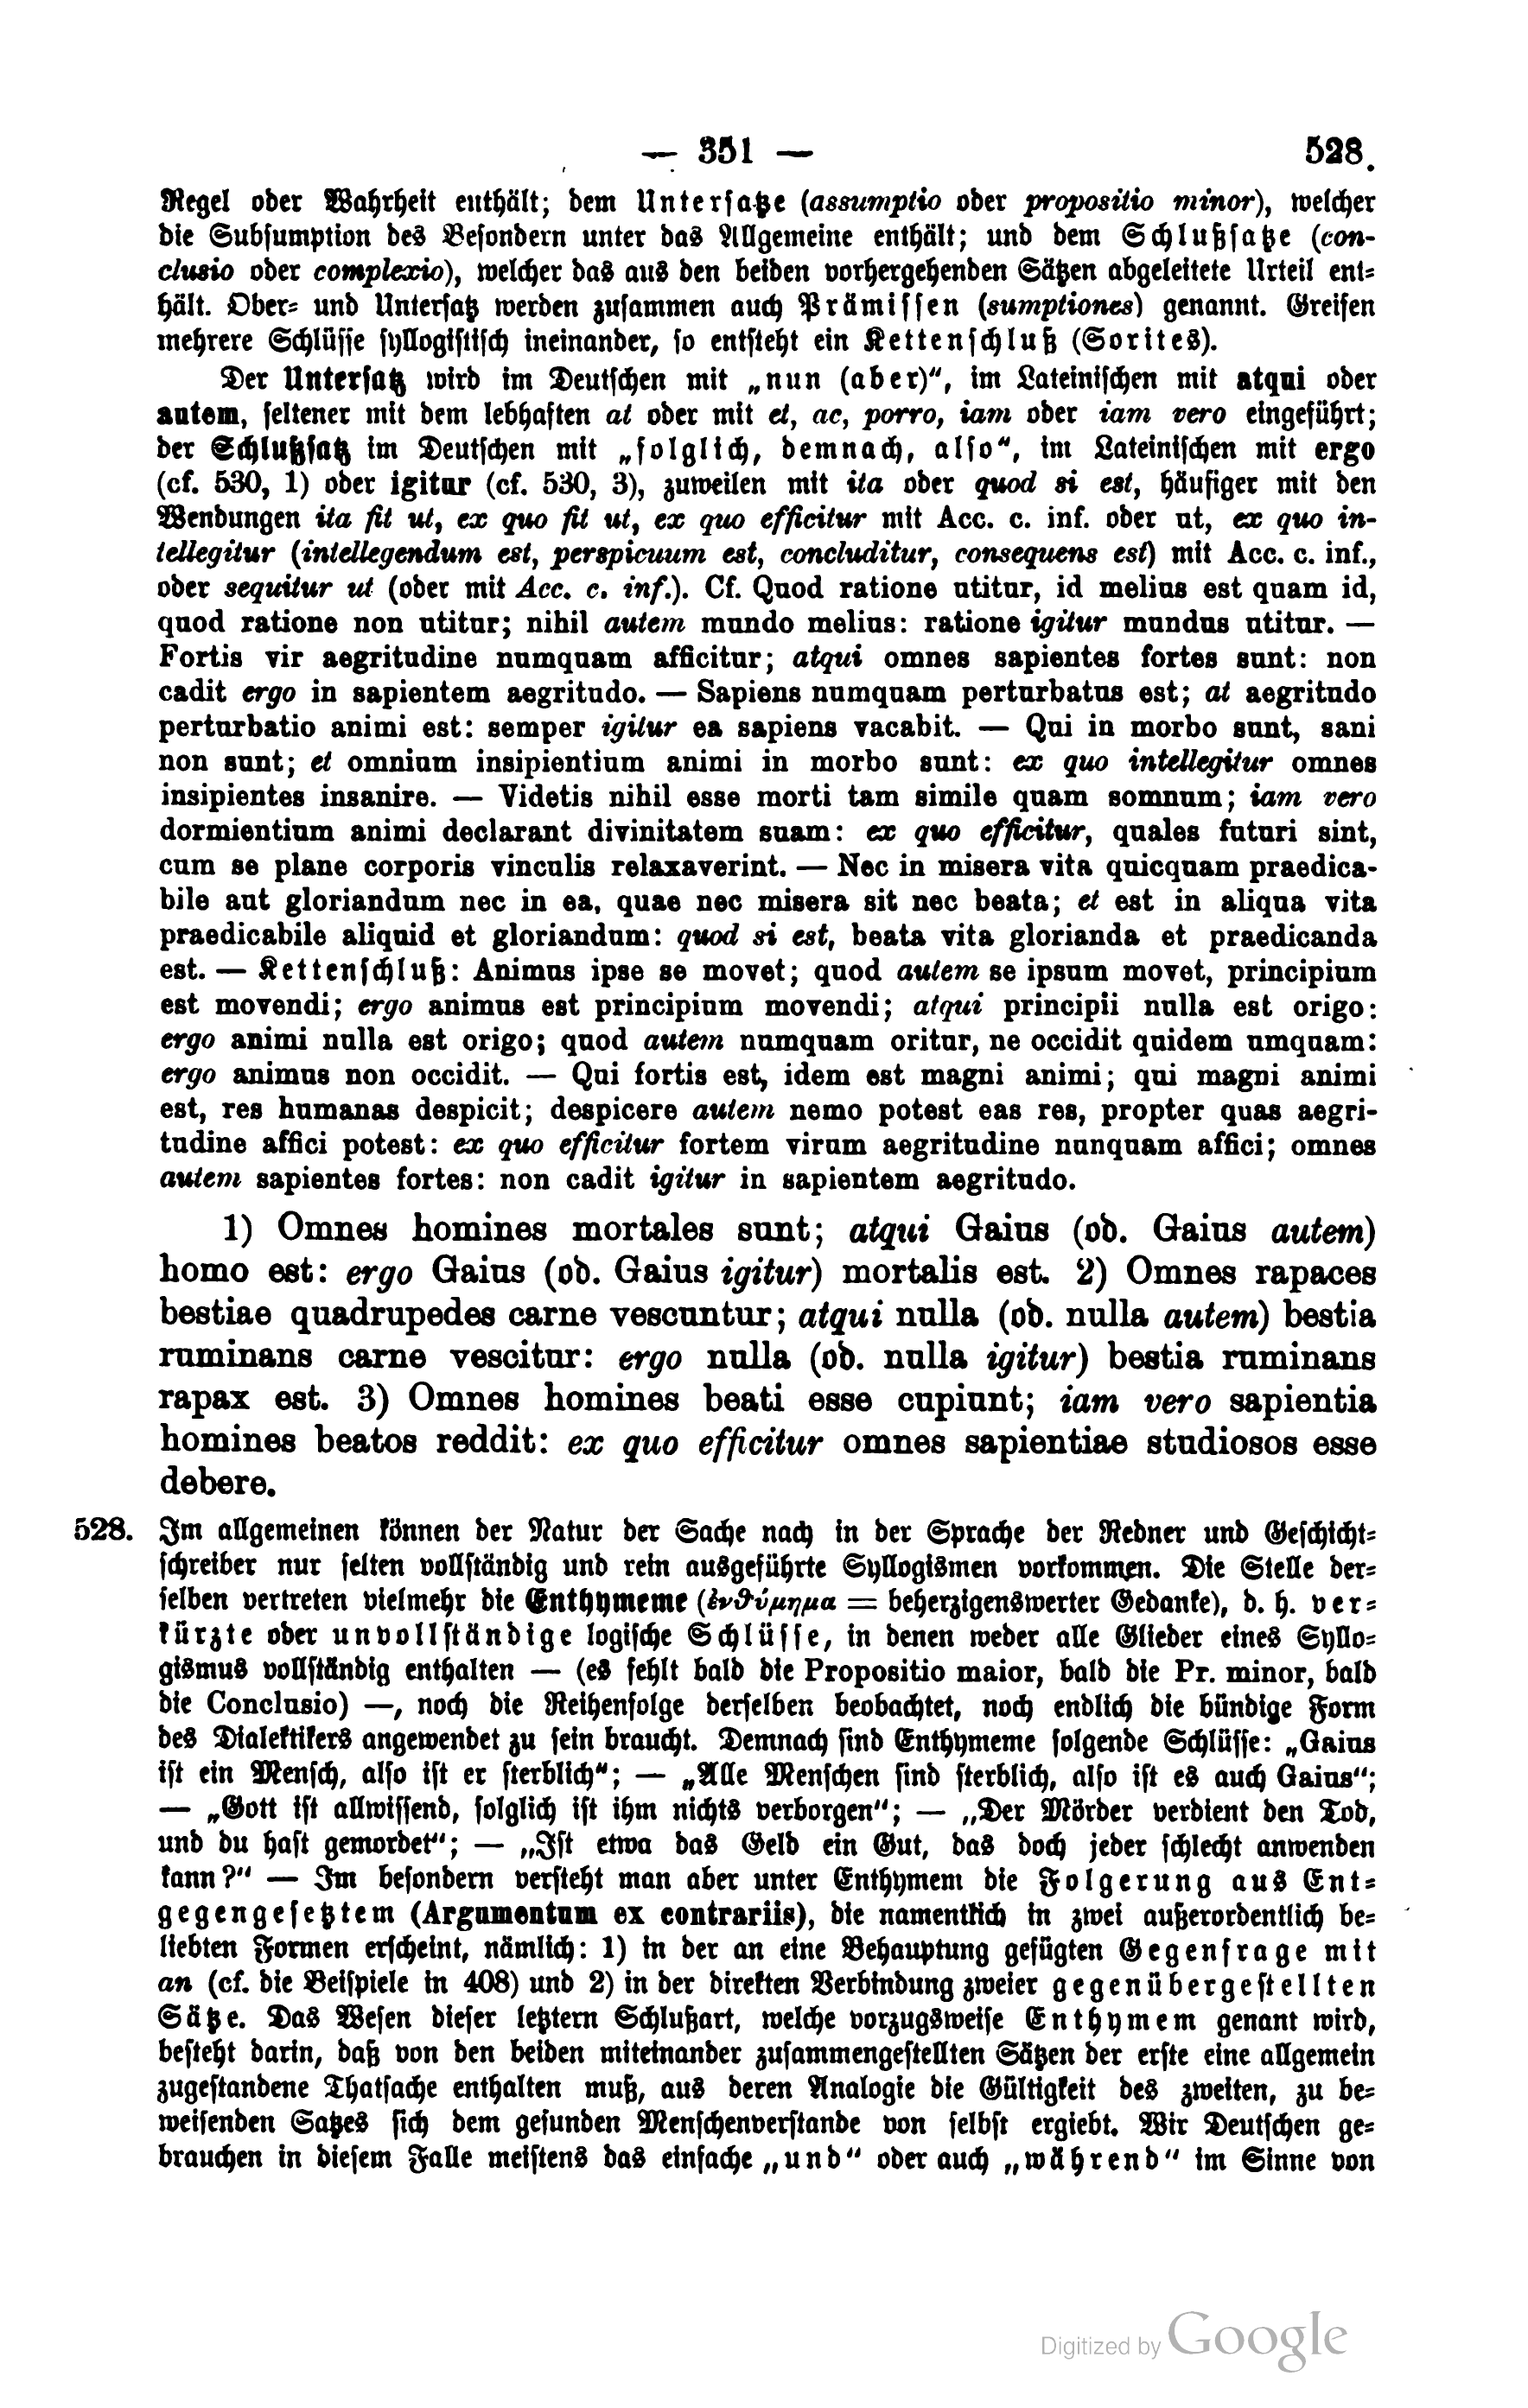 — 351 — 528.
Regel oder Wahrheit enthält; dem Untersatze (assumptio oder propositio minor), welcher
die Subsumption des Besondern unter das Allgemeine enthält; und dem Schlußsatze (con-
clusio oder complexio), welcher das aus den beiden vorhergehenden Sätzen abgeleitete Urteil ent-
hält. Ober- und Untersatz werden zusammen auch Prämissen (sumptiones) genannt. Greifen
mehrere Schlüsse syllogistisch ineinander, so entsteht ein Kettenschluß (Sorites).
Der Untersatz wird im Deutschen mit „nun (aber)“, im Lateinischen mit atqui oder
autem, seltener mit dem lebhaften at oder mit et, ac, porro, iam oder iam vero eingeführt;
der Schlußsatz im Deutschen mit „folglich, demnach, also“, im Lateinischen mit ergo
(cf. 530, 1) oder igitur (cf. 530, 3), zuweilen mit ita oder quod si est, häufiger mit den
Wendungen ita fit ut, ex quo fit ut, ex quo efficitur mit Acc. c. inf. oder ut, ex quo in-
tellegitur (intellegendum est, perspicuum est, concluditur, consequens est) mit Acc. c. inf.,
oder sequitur ut (oder mit Acc. c. inf.). Cf. Quod ratione utitur, id melius est quam id,
quod ratione non utitur; nihil autem mundo melius: ratione igitur mundus utitur. —
Fortis vir aegritudine numquam afficitur; atqui omnes sapientes fortes sunt: non
cadit ergo in sapientem aegritudo. — Sapiens numquam perturbatus est; at aegritudo
perturbatio animi est: semper igitur ea sapiens vacabit. — Qui in morbo sunt, sani
non sunt; et omnium insipientium animi in morbo sunt: ex quo intellegitur omnes
insipientes insanire. — Videtis nihil esse morti tam simile quam somnum; iam vero
dormientium animi declarant divinitatem suam: ex quo efficitur, quales futuri sint,
cum se plane corporis vinculis relaxaverint. — Nec in misera vita quicquam praedica-
bile aut gloriandum nec in ea, quae nec misera sit nec beata; et est in aliqua vita
praedicabile aliquid et gloriandum: quod si est, beata vita glorianda et praedicanda
est. — Kettenschluß: Animus ipse se movet; quod autem se ipsum movet, principium
est movendi; ergo animus est principium movendi; atqui principii nulla est origo:
ergo animi nulla est origo; quod autem numquam oritur, ne occidit quidem umquam:
ergo animus non occidit. — Qui fortis est, idem est magni animi; qui magni animi
est, res humanas despicit; despicere autem nemo potest eas res, propter quas aegri-
tudine affici potest: ex quo efficitur fortem virum aegritudine nunquam affici; omnes
autem sapientes fortes: non cadit igitur in sapientem aegritudo.
1) Omnes homines mortales sunt; atqui Gaius (od. Gaius autem)
homo est: ergo Gaius (od. Gaius igitur) mortalis est. 2) Omnes rapaces
bestiae quadrupedes carne vescuntur; atqui nulla (od. nulla autem) bestia
ruminans carne vescitur: ergo nulla (od. nulla igitur) bestia ruminans
rapax est. 3) Omnes homines beati esse cupiunt; iam vero sapientia
homines beatos reddit: ex quo efficitur omnes sapientiae studiosos esse
debere.
528. Im allgemeinen können der Natur der Sache nach in der Sprache der Redner und Geschicht-
schreiber nur selten vollständig und rein ausgeführte Syllogismen vorkommen. Die Stelle der-
selben vertreten vielmehr die Enthymeme (ἐνθύμημα = beherzigenswerter Gedanke), d. h. ver-
kürzte oder unvollständige logische Schlüsse, in denen weder alle Glieder eines Syllo-
gismus vollständig enthalten — (es fehlt bald die Propositio maior, bald die Pr. minor, bald
die Conclusio) —, noch die Reihenfolge derselben beobachtet, noch endlich die bündige Form
des Dialektikers angewendet zu sein braucht. Demnach sind Enthymeme folgende Schlüsse: „Gaius
ist ein Mensch, also ist er sterblich“; — „Alle Menschen sind sterblich, also ist es auch Gaius“;
— „Gott ist allwissend, folglich ist ihm nichts verborgen“; — „Der Mörder verdient den Tod,
und du hast gemordet“; — „Ist etwa das Geld ein Gut, das doch jeder schlecht anwenden
kann?“ — Im besondern versteht man aber unter Enthymem die Folgerung aus Ent-
gegengesetztem (Argumentum ex contrariis), die namentlich in zwei außerordentlich be-
liebten Formen erscheint, nämlich: 1) in der an eine Behauptung gefügten Gegenfrage mit
an (cf. die Beispiele in 408) und 2) in der direkten Verbindung zweier gegenübergestellten
Sätze. Das Wesen dieser letztern Schlußart, welche vorzugsweise Enthymem genant wird,
besteht darin, daß von den beiden miteinander zusammengestellten Sätzen der erste eine allgemein
zugestandene Thatsache enthalten muß, aus deren Analogie die Gültigkeit des zweiten, zu be-
weisenden Satzes sich dem gesunden Menschenverstande von selbst ergiebt. Wir Deutschen ge-
brauchen in diesem Falle meistens das einfache „und“ oder auch „während“ im Sinne von
Digitized by Google